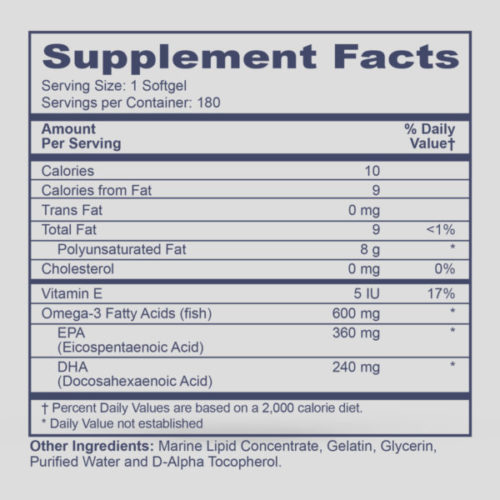 Supplement Facts
Serving Size: 1 Softgel
Servings per Container: 180
Amount Per Serving % Daily Value†
Calories 10
Calories from Fat 9
Trans Fat 0 mg
Total Fat 9 <1%
Polyunsaturated Fat 8 g *
Cholesterol 0 mg 0%
Vitamin E 5 IU 17%
Omega-3 Fatty Acids (fish) 600 mg *
EPA 360 mg *
(Eicospentaenoic Acid)
DHA 240 mg *
(Docosahexaenoic Acid)
† Percent Daily Values are based on a 2,000 calorie diet.
* Daily Value not established
Other Ingredients: Marine Lipid Concentrate, Gelatin, Glycerin,
Purified Water and D-Alpha Tocopherol.